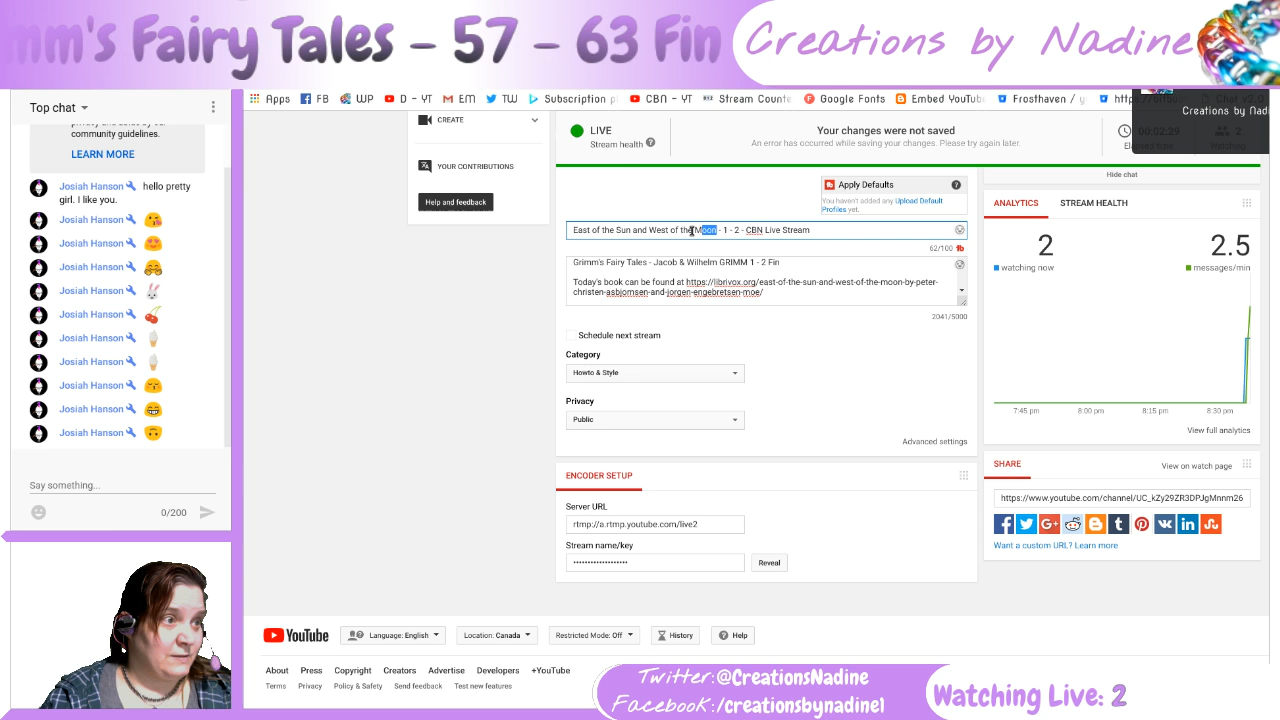 mm's Fairy Tales - 57 - 63 Fin
Creations by Nadine
Top chat
community guidelines.
LEARN MORE
Josiah Hanson hello pretty
girl. I like you.
Josiah Hanson
Josiah Hanson
Josiah Hanson
Josiah Hanson
Josiah Hanson
Josiah Hanson
Josiah Hanson
Josiah Hanson
Josiah Hanson
Josiah Hanson
Say something...
0/200
Apps FB WP D - YT EM TW Subscription CBN - YT Stream Counte Google Fonts Embed YouTube Frosthaven /
Creations by Nadi
CREATE
YOUR CONTRIBUTIONS
Help and feedback
LIVE
Stream health
Your changes were not saved
An error has occurred while saving your changes. Please try again later.
00:02:29
2
Hide chat
Apply Defaults
You haven't added any Upload Default
Profiles yet.
East of the Sun and West of the Moon - 1 - 2 - CBN Live Stream
62/100
Grimm's Fairy Tales - Jacob & Wilhelm GRIMM 1 - 2 Fin
Today's book can be found at https://librivox.org/east-of-the-sun-and-west-of-the-moon-by-peter-
christen-asbjornsen-and-jorgen-engebretsen-moe/
2041/5000
Schedule next stream
Category
Howto & Style
Privacy
Public
Advanced settings
ENCODER SETUP
Server URL
rtmp://a.rtmp.youtube.com/live2
Stream name/key
Reveal
ANALYTICS
STREAM HEALTH
2
watching now
2.5
messages/min
7:45 pm 8:00 pm 8:15 pm 8:30 pm
View full analytics
SHARE
View on watch page
https://www.youtube.com/channel/UC_kZy29ZR3DPJgMnnm26
Want a custom URL? Learn more
YouTube
Language: English
Location: Canada
Restricted Mode: Off
History
Help
About Press Copyright Creators Advertise Developers +YouTube
Terms Privacy Policy & Safety Send feedback Test new features
Twitter:@CreationsNadine
Facebook:/creationsbynadinel
Watching Live: 2